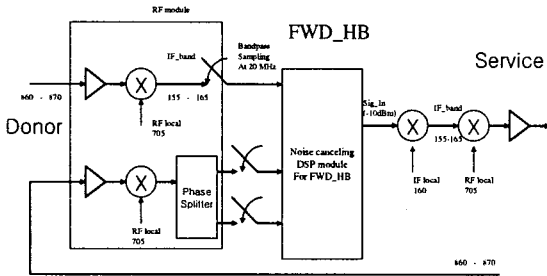 RF module
FWD_HB
IF_band
Bandpass
Sampling
At 20 MHz
Service
860 - 870
155 - 165
Sig_In
(-10dBm)
IF_band
Donor
RF local
705
155-165
Noise canceling
DSP module
For FWD_HB
Phase
Splitter
IF local
160
RF local
705
RF local
705
860 - 870